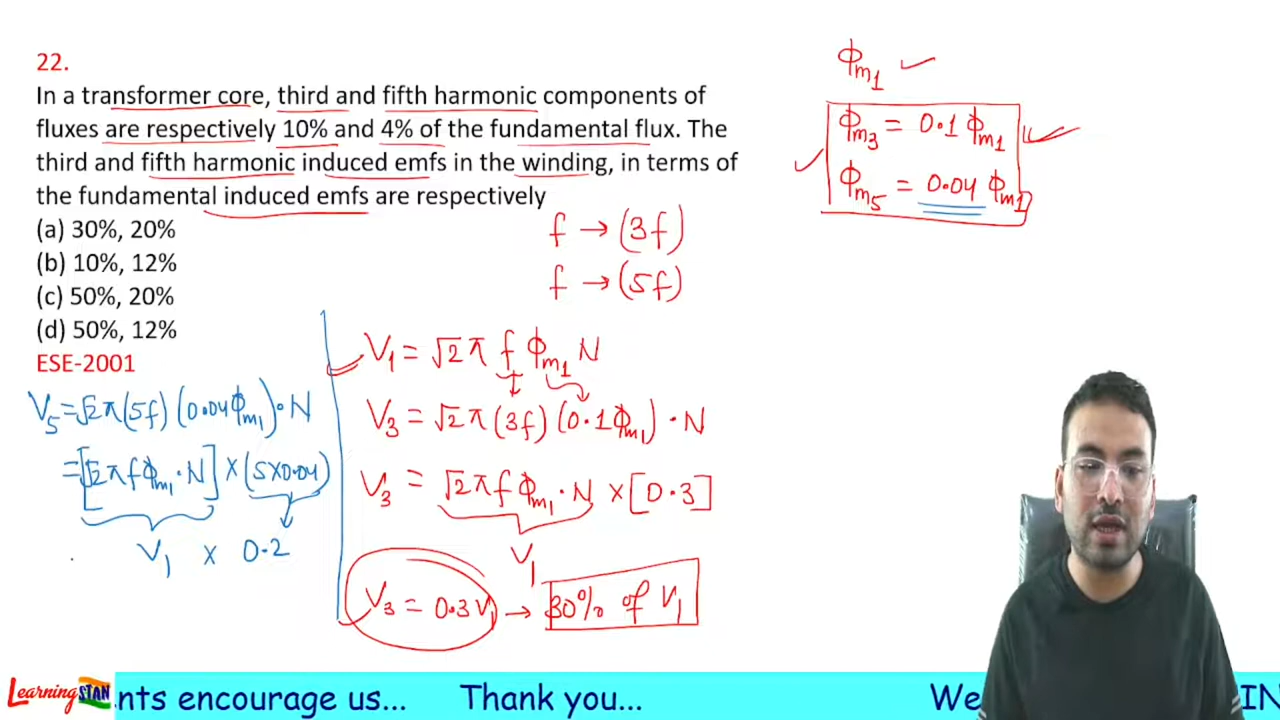 22.
In a transformer core, third and fifth harmonic components of
fluxes are respectively 10% and 4% of the fundamental flux. The
third and fifth harmonic induced emfs in the winding, in terms of
the fundamental induced emfs are respectively
(a) 30%, 20%
(b) 10%, 12%
(c) 50%, 20%
(d) 50%, 12%
ESE-2001
ϕm1
ϕm3 = 0.1 ϕm1
ϕm5 = 0.04 ϕm1
f → (3f)
f → (5f)
V1 = √2 π f ϕm1 N
V3 = √2 π (3f) (0.1ϕm1) · N
V3 = √2 π f ϕm1 · N × [0.3]
V1
V3 = 0.3 V1 → 30% of V1
V5 = √2 π (5f) (0.04ϕm1) · N
= [√2 π f ϕm1 · N] × (5×0.04)
V1 × 0.2
Learning STAN
nts encourage us... Thank you... We IN